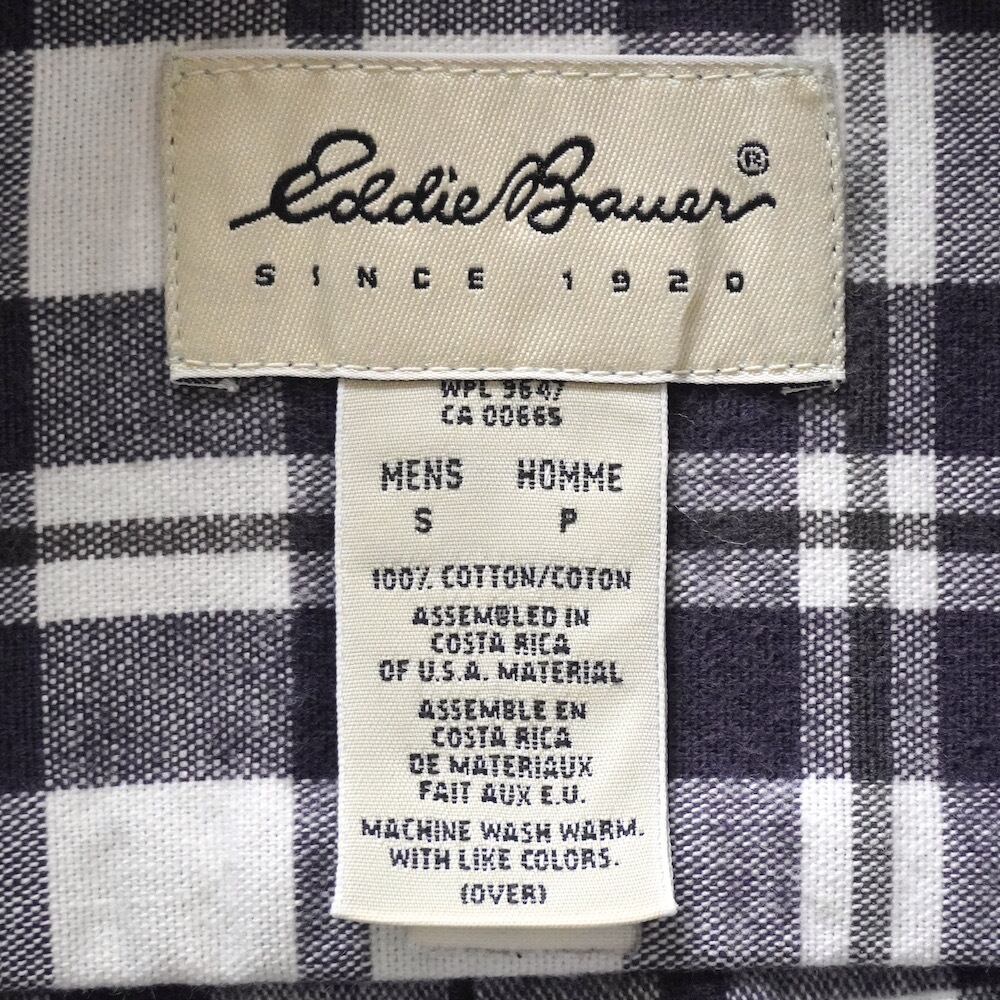 Eddie Bauer®
SINCE 1920
WPL 9647
CA 00665
MENS HOMME
S P
100% COTTON/COTON
ASSEMBLED IN
COSTA RICA
OF U.S.A. MATERIAL
ASSEMBLE EN
COSTA RICA
DE MATERIAUX
FAIT AUX E.U.
MACHINE WASH WARM.
WITH LIKE COLORS.
(OVER)